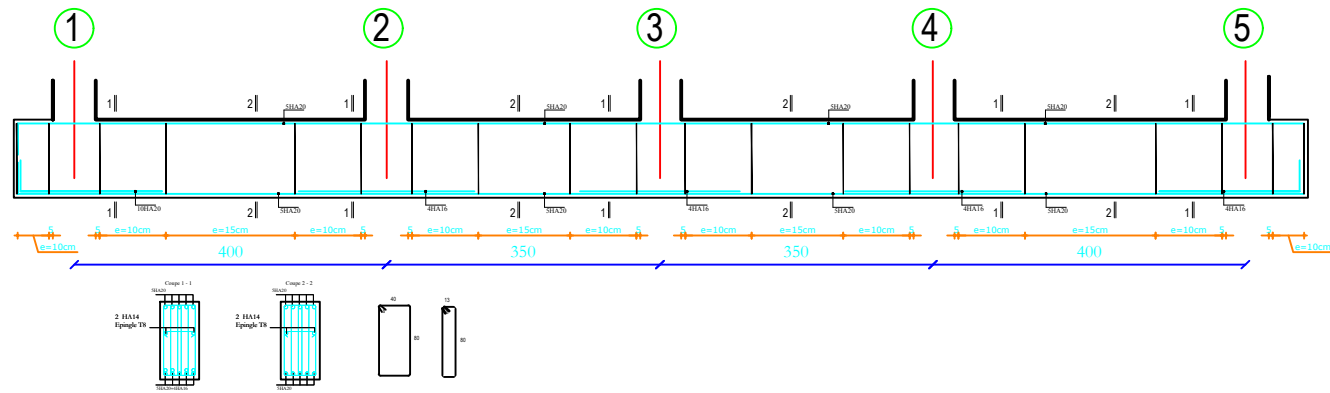 1 2 3 4 5
1 2 1 2 1 2 1 2 1
5HA20 5HA20 5HA20 5HA20
10HA20 5HA20 4HA16 5HA20 4HA16 5HA20 4HA16 5HA20 4HA16
1 2 1 2 1 2 1 2 1
5 e=10cm e=15cm e=10cm 5 5 e=10cm e=15cm e=10cm 5 5 e=10cm e=15cm e=10cm 5 5 e=10cm e=15cm e=10cm 5 5
e=10cm e=10cm
400 350 350 400
Coupe 1 - 1 Coupe 2 - 2
5HA20 5HA20
40 13
2 HA14 2 HA14
Epingle T8 Epingle T8
80 80
5HA20+4HA16 5HA20